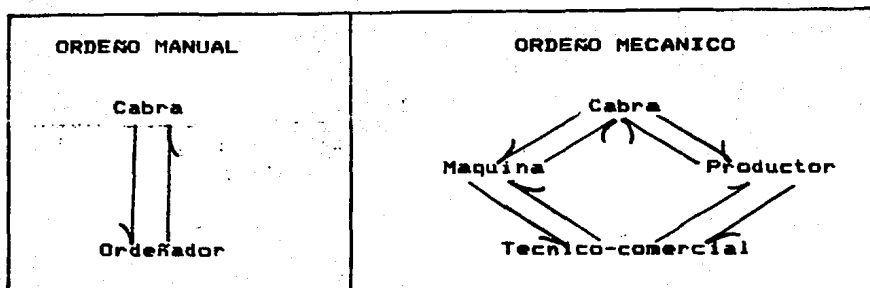 ORDEÑO MANUAL
Cabra
Ordeñador
ORDEÑO MECANICO
Cabra
Maquina Productor
Tecnico-comercial